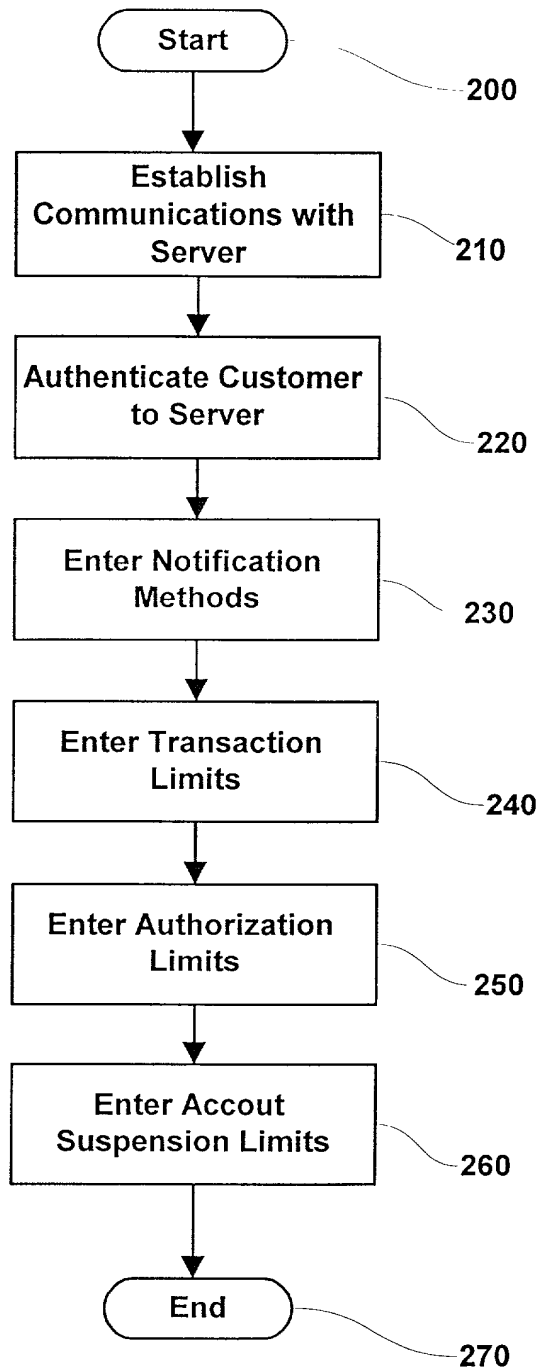 Start
200
Establish
Communications with
Server
210
Authenticate Customer
to Server
220
Enter Notification
Methods
230
Enter Transaction
Limits
240
Enter Authorization
Limits
250
Enter Accout
Suspension Limits
260
End
270